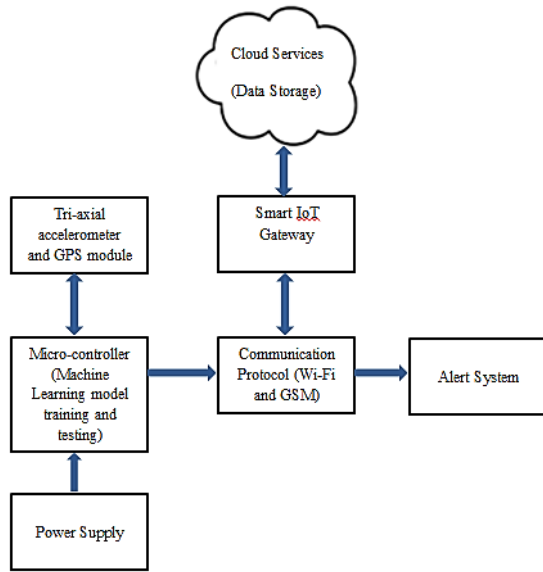 Cloud Services
(Data Storage)
Tri-axial
accelerometer
and GPS module
Smart IoT
Gateway
Micro-controller
(Machine
Learning model
training and
testing)
Communication
Protocol (Wi-Fi
and GSM)
Alert System
Power Supply